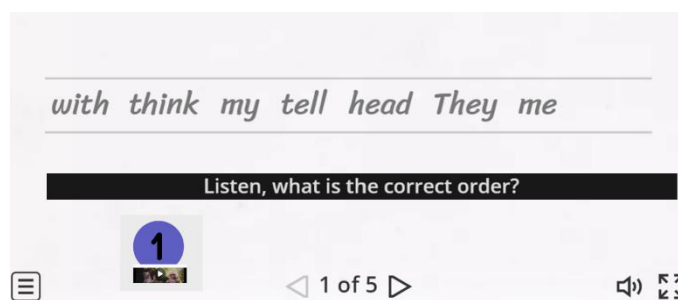 with think my tell head They me
Listen, what is the correct order?
1
1 of 5